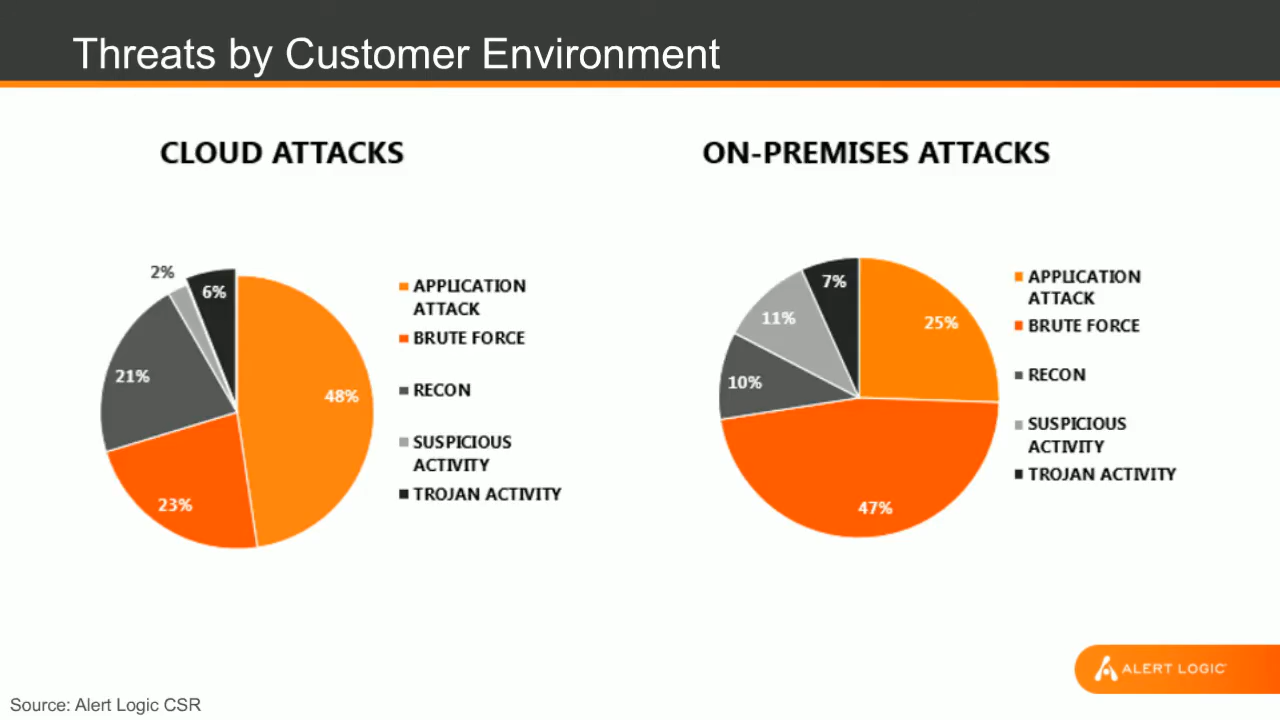 Threats by Customer Environment
CLOUD ATTACKS
2%
6%
21%
48%
23%
APPLICATION
ATTACK
BRUTE FORCE
RECON
SUSPICIOUS
ACTIVITY
TROJAN ACTIVITY
ON-PREMISES ATTACKS
7%
11%
25%
10%
47%
APPLICATION
ATTACK
BRUTE FORCE
RECON
SUSPICIOUS
ACTIVITY
TROJAN ACTIVITY
ALERT LOGIC
Source: Alert Logic CSR